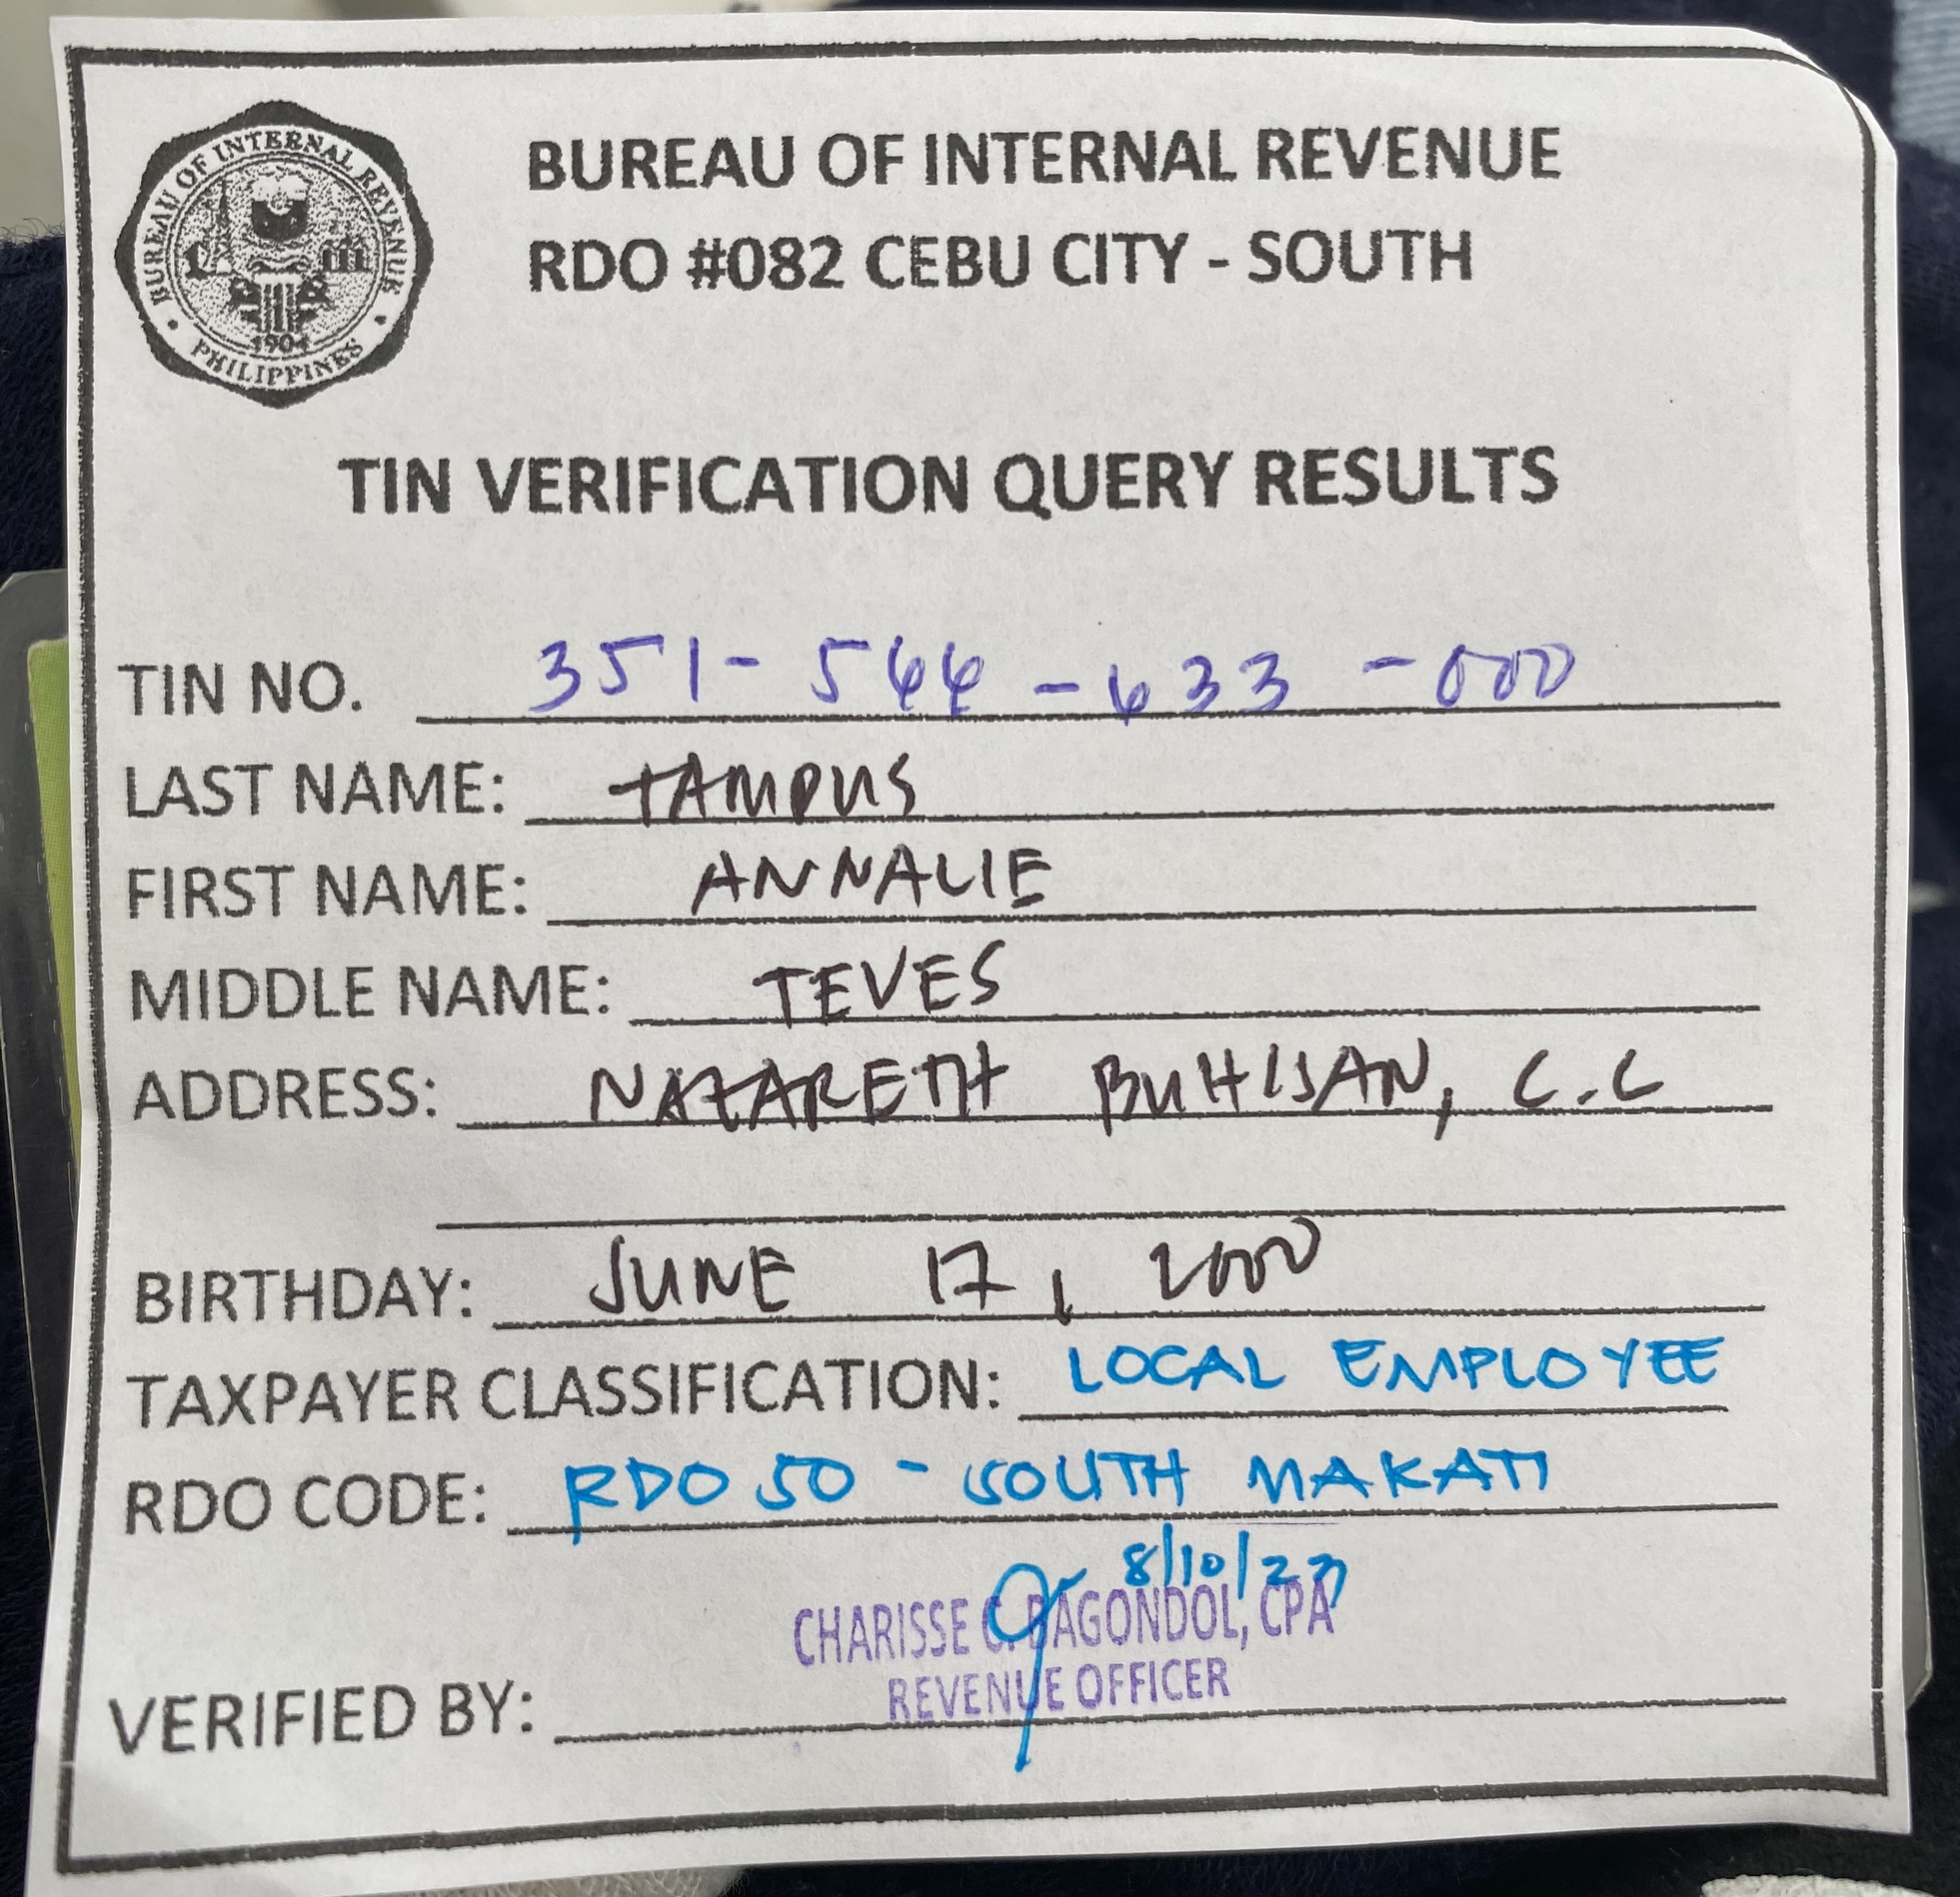 BUREAU OF INTERNAL REVENUE
PHILIPPINES
1904
BUREAU OF INTERNAL REVENUE
RDO #082 CEBU CITY - SOUTH
TIN VERIFICATION QUERY RESULTS
TIN NO. 351-544-633-000
LAST NAME: TAMPUS
FIRST NAME: ANNALIE
MIDDLE NAME: TEVES
ADDRESS: NAZARETH BUHISAN, C.C
BIRTHDAY: JUNE 17, 2000
TAXPAYER CLASSIFICATION: LOCAL EMPLOYEE
RDO CODE: RDO 50 - SOUTH MAKATI
8/10/22
CHARISSE C. DAGONDOL, CPA
REVENUE OFFICER
VERIFIED BY: